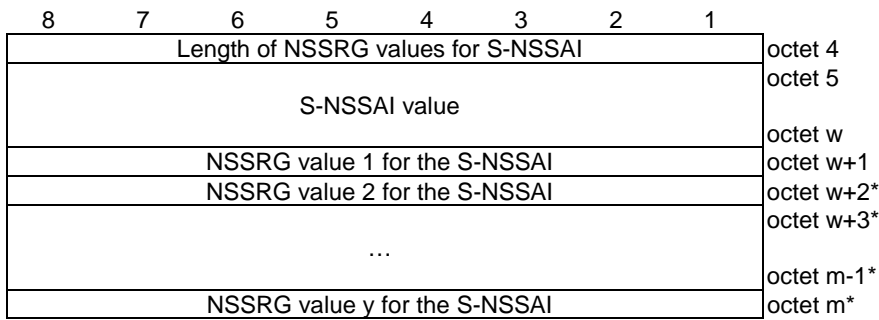 8 7 6 5 4 3 2 1
Length of NSSRG values for S-NSSAI octet 4
octet 5
S-NSSAI value
octet w
NSSRG value 1 for the S-NSSAI octet w+1
NSSRG value 2 for the S-NSSAI octet w+2*
octet w+3*
…
octet m-1*
NSSRG value y for the S-NSSAI octet m*